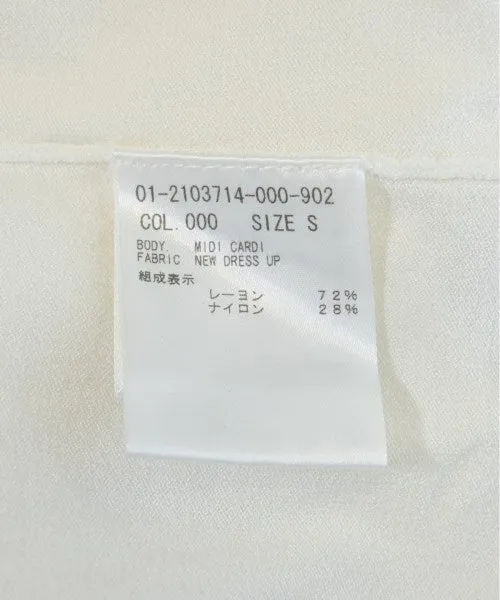 01-2103714-000-902
COL.000 SIZE S
BODY. MIDI CARDI
FABRIC NEW DRESS UP
組成表示
レーヨン 72%
ナイロン 28%